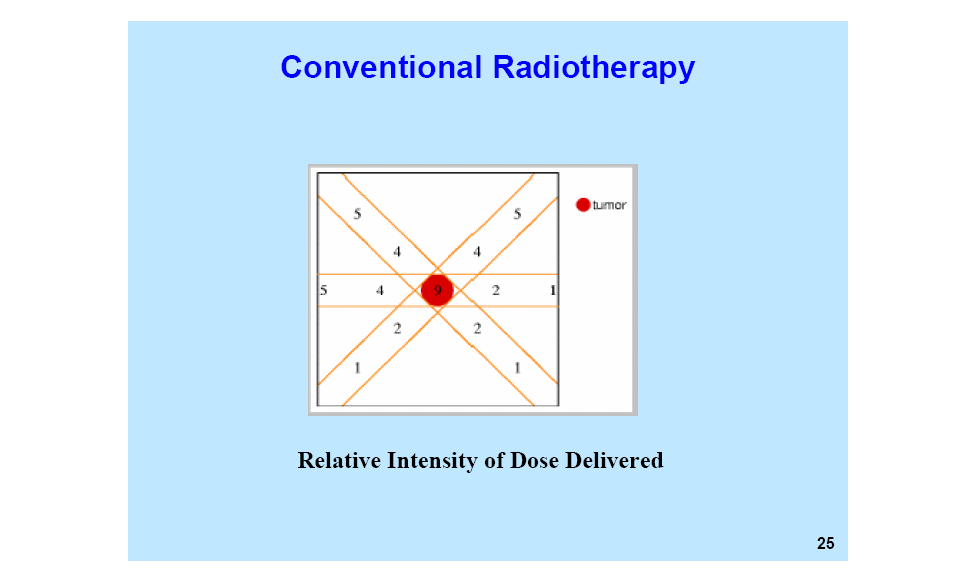 Conventional Radiotherapy
5 5
tumor
4 4
5 4 9 2 1
2 2
1 1
Relative Intensity of Dose Delivered
25